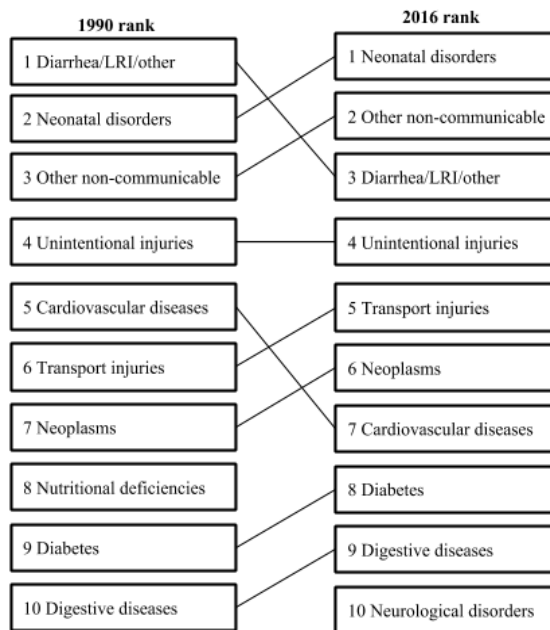 1990 rank
1 Diarrhea/LRI/other
2 Neonatal disorders
3 Other non-communicable
4 Unintentional injuries
5 Cardiovascular diseases
6 Transport injuries
7 Neoplasms
8 Nutritional deficiencies
9 Diabetes
10 Digestive diseases
2016 rank
1 Neonatal disorders
2 Other non-communicable
3 Diarrhea/LRI/other
4 Unintentional injuries
5 Transport injuries
6 Neoplasms
7 Cardiovascular diseases
8 Diabetes
9 Digestive diseases
10 Neurological disorders